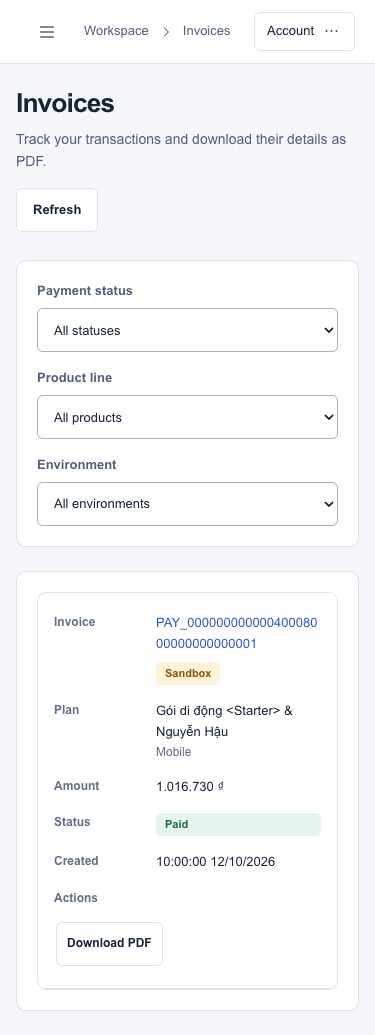 Workspace > Invoices
Account ...
Invoices
Track your transactions and download their details as
PDF.
Refresh
Payment status
All statuses
Product line
All products
Environment
All environments
Invoice
PAY_000000000000400080
00000000000001
Sandbox
Plan
Gói di động <Starter> &
Nguyễn Hậu
Mobile
Amount
1.016.730 ₫
Status
Paid
Created
10:00:00 12/10/2026
Actions
Download PDF